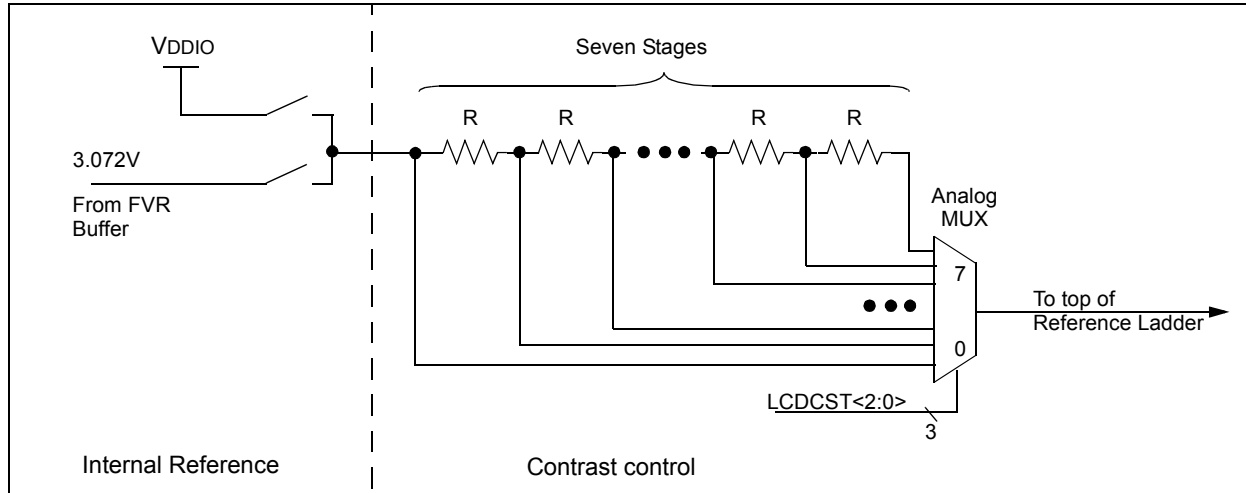 VDDIO
Seven Stages
R
R
R
R
3.072V
From FVR
Buffer
Analog
MUX
7
0
To top of
Reference Ladder
LCDCST<2:0>
3
Internal Reference
Contrast control